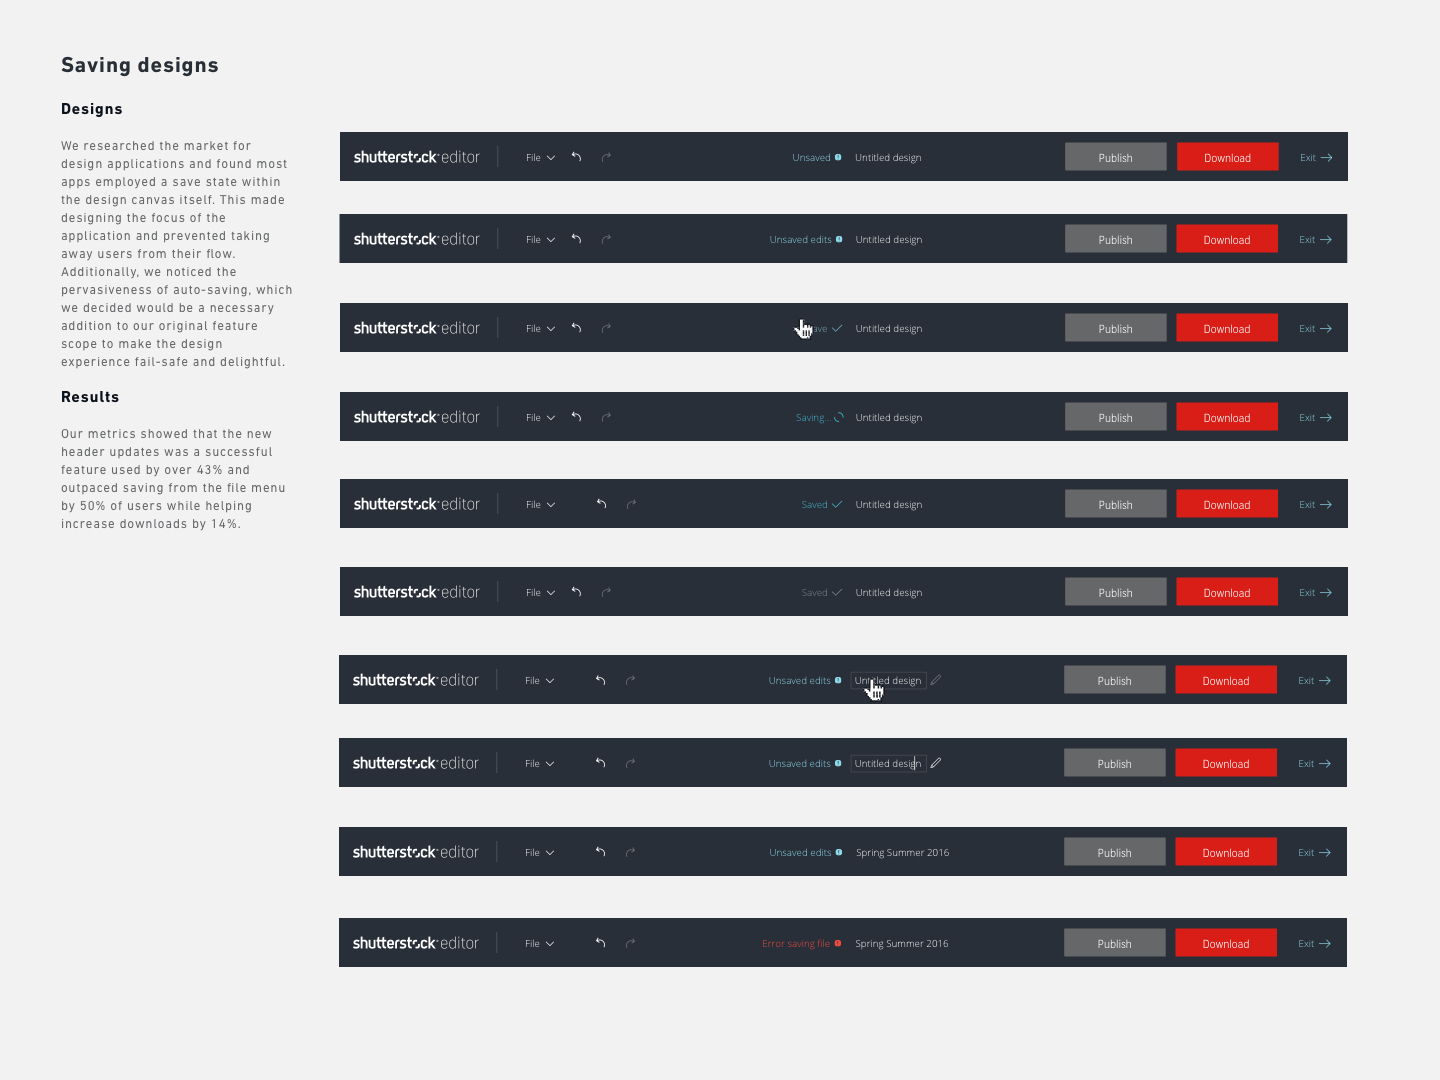 Saving designs
Designs
We researched the market for
design applications and found most
apps employed a save state within
the design canvas itself. This made
designing the focus of the
application and prevented taking
away users from their flow.
Additionally, we noticed the
pervasiveness of auto-saving, which
we decided would be a necessary
addition to our original feature
scope to make the design
experience fail-safe and delightful.
Results
Our metrics showed that the new
header updates was a successful
feature used by over 43% and
outpaced saving from the file menu
by 50% of users while helping
increase downloads by 14%.
shutterstock editor File Unsaved Untitled design Publish Download Exit
shutterstock editor File Unsaved edits Untitled design Publish Download Exit
shutterstock editor File Untitled design Publish Download Exit
shutterstock editor File Saving... Untitled design Publish Download Exit
shutterstock editor File Saved Untitled design Publish Download Exit
shutterstock editor File Saved Untitled design Publish Download Exit
shutterstock editor File Unsaved edits Untitled design Publish Download Exit
shutterstock editor File Unsaved edits Untitled design Publish Download Exit
shutterstock editor File Unsaved edits Spring Summer 2016 Publish Download Exit
shutterstock editor File Error saving file Spring Summer 2016 Publish Download Exit